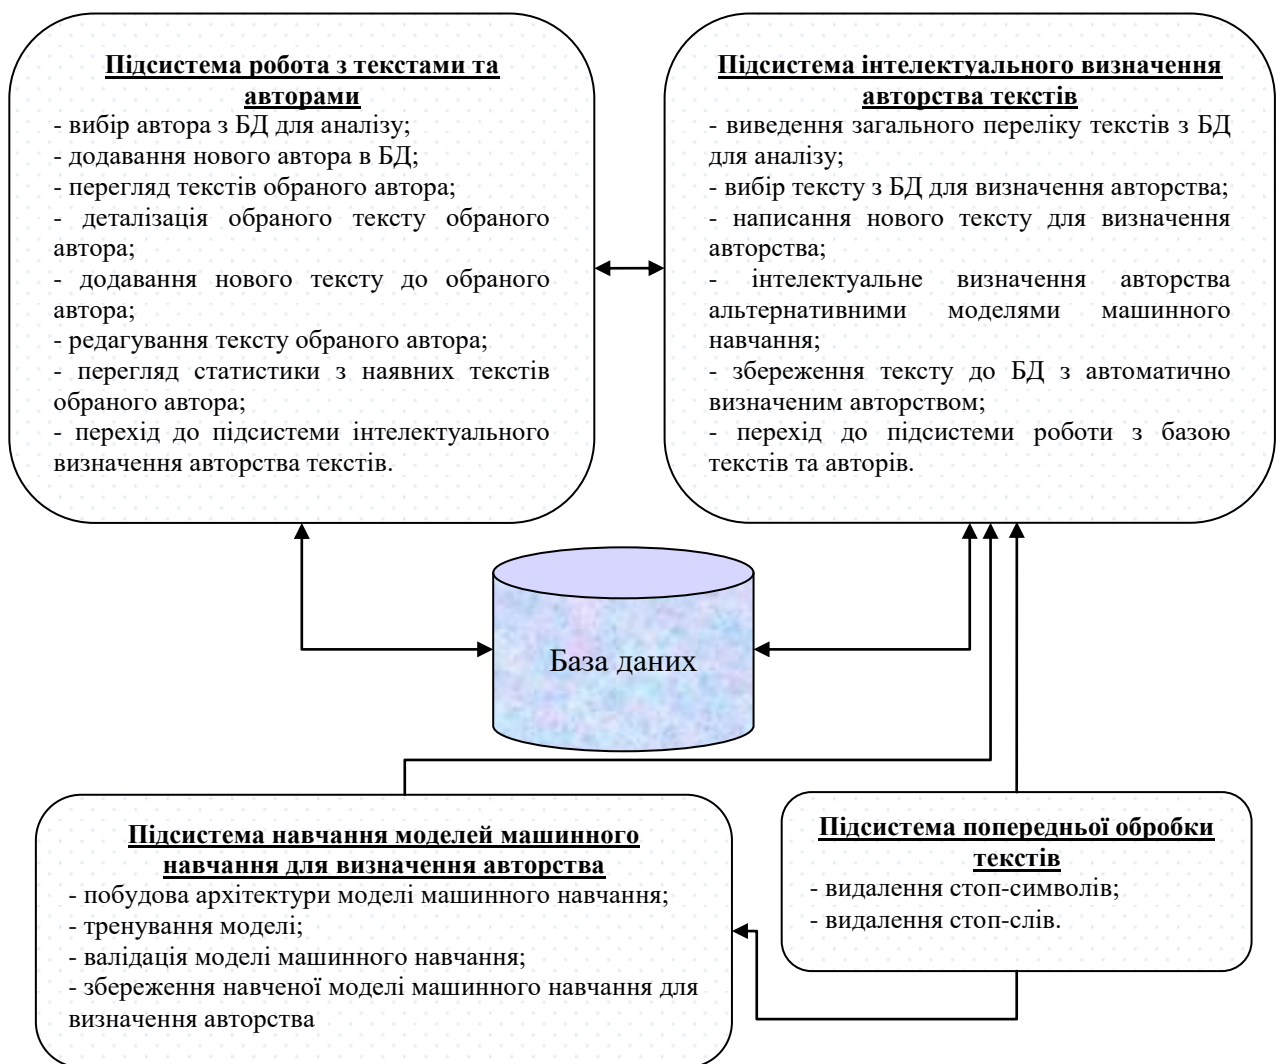 Підсистема робота з текстами та
авторами
- вибір автора з БД для аналізу;
- додавання нового автора в БД;
- перегляд текстів обраного автора;
- деталізація обраного тексту обраного
автора;
- додавання нового тексту до обраного
автора;
- редагування тексту обраного автора;
- перегляд статистики з наявних текстів
обраного автора;
- перехід до підсистеми інтелектуального
визначення авторства текстів.
Підсистема інтелектуального визначення
авторства текстів
- виведення загального переліку текстів з БД
для аналізу;
- вибір тексту з БД для визначення авторства;
- написання нового тексту для визначення
авторства;
- інтелектуальне визначення авторства
альтернативними моделями машинного
навчання;
- збереження тексту до БД з автоматично
визначеним авторством;
- перехід до підсистеми роботи з базою
текстів та авторів.
База даних
Підсистема навчання моделей машинного
навчання для визначення авторства
- побудова архітектури моделі машинного навчання;
- тренування моделі;
- валідація моделі машинного навчання;
- збереження навченої моделі машинного навчання для
визначення авторства
Підсистема попередньої обробки
текстів
- видалення стоп-символів;
- видалення стоп-слів.